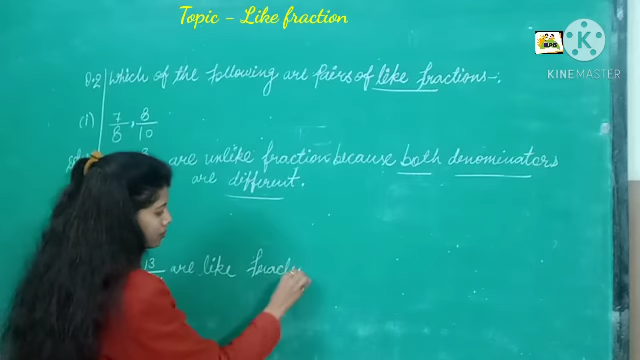 Topic - Like fraction
KINEMASTER
Q.2 Which of the following are pairs of like fractions-:
(1) 7/8, 8/10
are unlike fraction because both denominators
are different.
13 are like fract